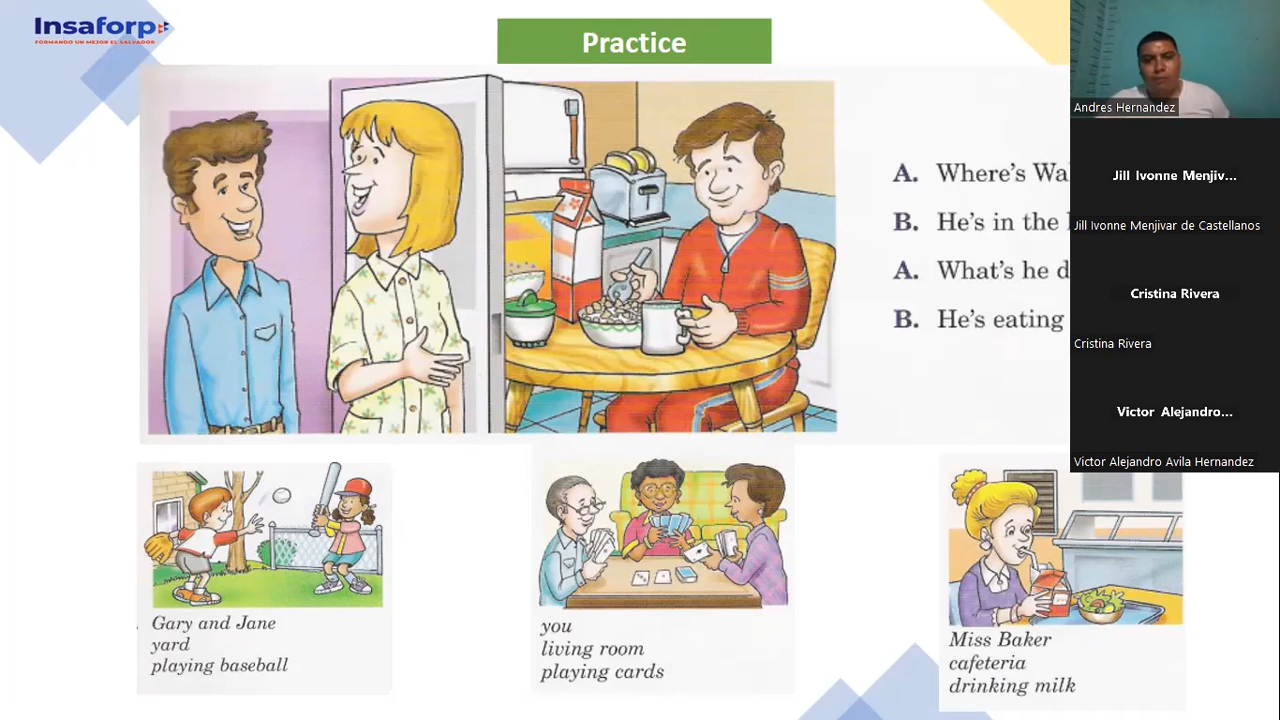 Insaforp
FORMANDO UN MEJOR EL SALVADOR
Practice
A. Where's Wa
B. He's in the
A. What's he d
B. He's eating
Gary and Jane
yard
playing baseball
you
living room
playing cards
Miss Baker
cafeteria
drinking milk
Andres Hernandez
Jill Ivonne Menjiv...
Jill Ivonne Menjivar de Castellanos
Cristina Rivera
Cristina Rivera
Victor Alejandro...
Victor Alejandro Avila Hernandez